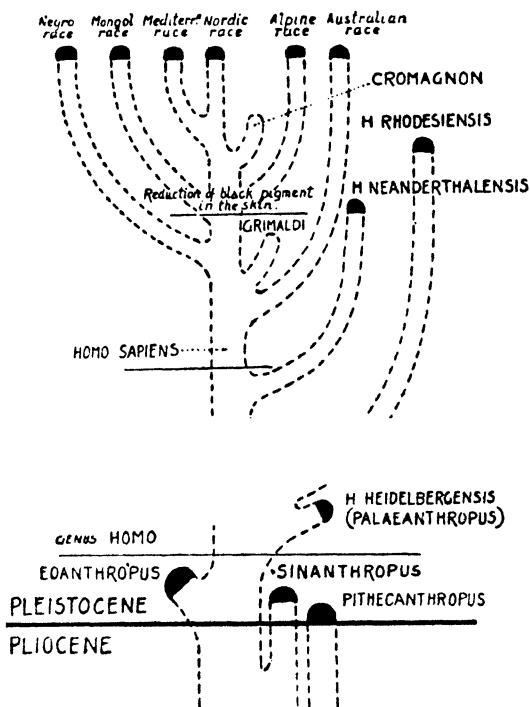 Negro Mongol Mediterrn Nordic Alpine Australian
race race race race race race
CROMAGNON
H RHODESIENSIS
H NEANDERTHALENSIS
Reduction of black pigment
in the skin.
GRIMALDI
HOMO SAPIENS
H HEIDELBERGENSIS
(PALAEANTHROPUS)
GENUS HOMO
EOANTHROPUS
SINANTHROPUS
PLEISTOCENE
PITHECANTHROPUS
PLIOCENE